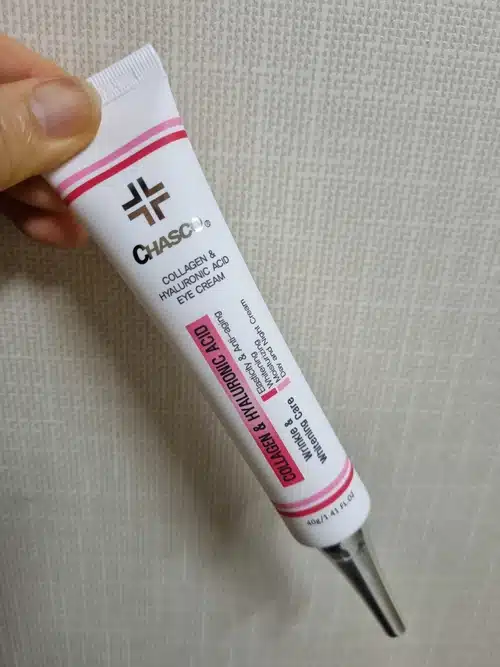 CHASCO®
COLLAGEN &
HYALURONIC ACID
EYE CREAM
COLLAGEN & HYALURONIC ACID
Elasticity & Anti-aging
Whitening
Moisturizing
Day and Night Cream
Wrinkle &
Whitening Care
40g/1.41 FL.OZ